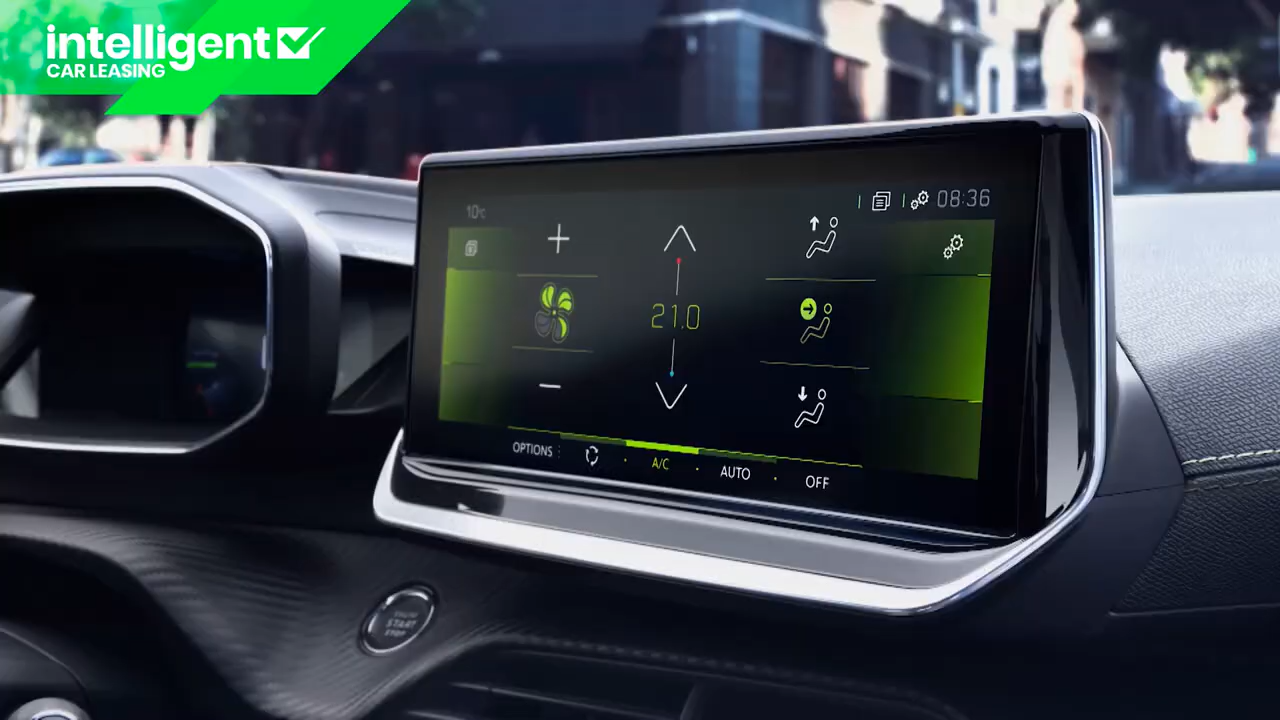 intelligent
CAR LEASING
10°C
08:36
21.0
OPTIONS
A/C
AUTO
OFF
START
STOP